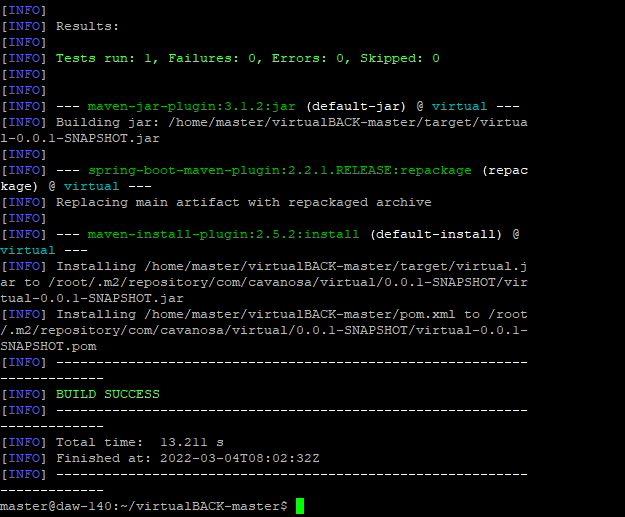 [INFO]
[INFO] Results:
[INFO]
[INFO] Tests run: 1, Failures: 0, Errors: 0, Skipped: 0
[INFO]
[INFO]
[INFO] --- maven-jar-plugin:3.1.2:jar (default-jar) @ virtual ---
[INFO] Building jar: /home/master/virtualBACK-master/target/virtua
l-0.0.1-SNAPSHOT.jar
[INFO]
[INFO] --- spring-boot-maven-plugin:2.2.1.RELEASE:repackage (repac
kage) @ virtual ---
[INFO] Replacing main artifact with repackaged archive
[INFO]
[INFO] --- maven-install-plugin:2.5.2:install (default-install) @
virtual ---
[INFO] Installing /home/master/virtualBACK-master/target/virtual.j
ar to /root/.m2/repository/com/cavanosa/virtual/0.0.1-SNAPSHOT/vir
tual-0.0.1-SNAPSHOT.jar
[INFO] Installing /home/master/virtualBACK-master/pom.xml to /root
/.m2/repository/com/cavanosa/virtual/0.0.1-SNAPSHOT/virtual-0.0.1-
SNAPSHOT.pom
[INFO] -----------------------------------------------------------
-------------
[INFO] BUILD SUCCESS
[INFO] -----------------------------------------------------------
-------------
[INFO] Total time:  13.211 s
[INFO] Finished at: 2022-03-04T08:02:32Z
[INFO] -----------------------------------------------------------
-------------
master@daw-140:~/virtualBACK-master$